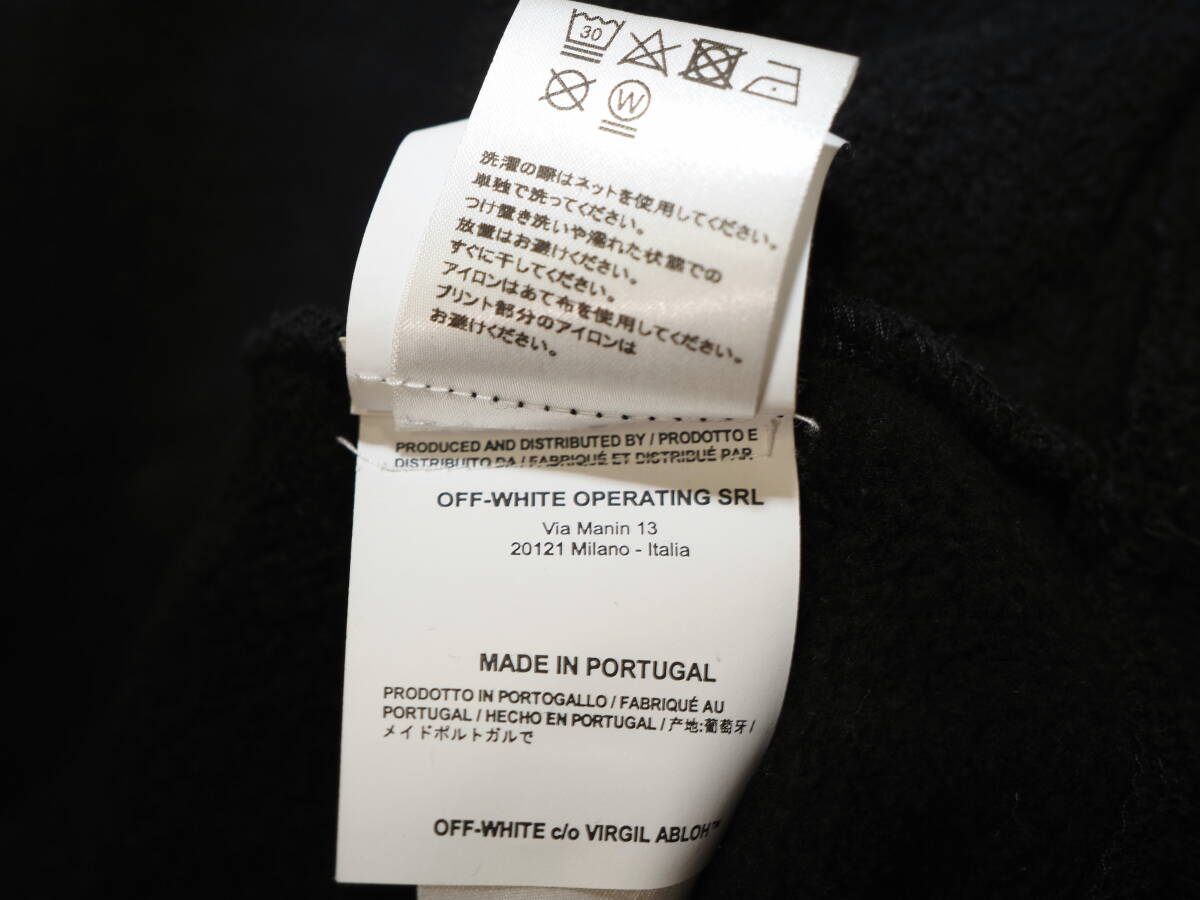 30
W
洗濯の際はネットを使用してください。
単独で洗ってください。
つけ置き洗いや濡れた状態での
放置はお避けください。
すぐに干してください。
アイロンはあて布を使用してください。
プリント部分のアイロンは
お避けください。
PRODUCED AND DISTRIBUTED BY / PRODOTTO E
DISTRIBUITO DA / FABRIQUÉ ET DISTRIBUÉ PAR
OFF-WHITE OPERATING SRL
Via Manin 13
20121 Milano - Italia
MADE IN PORTUGAL
PRODOTTO IN PORTOGALLO / FABRIQUÉ AU
PORTUGAL / HECHO EN PORTUGAL / 产地:葡萄牙 /
メイドポルトガルで
OFF-WHITE c/o VIRGIL ABLOH™